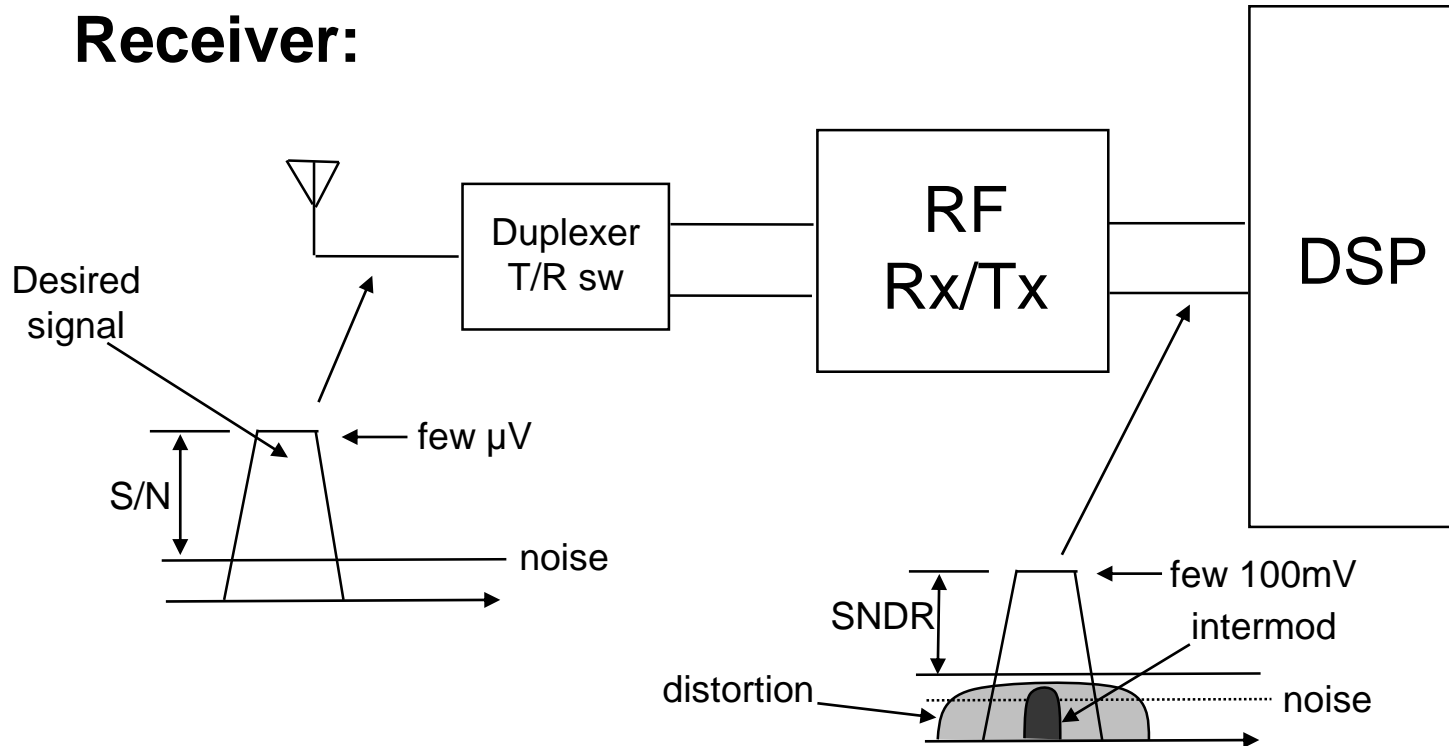 Receiver:
Duplexer
T/R sw
RF
Rx/Tx
DSP
Desired
signal
few µV
S/N
noise
few 100mV
SNDR
intermod
distortion
noise